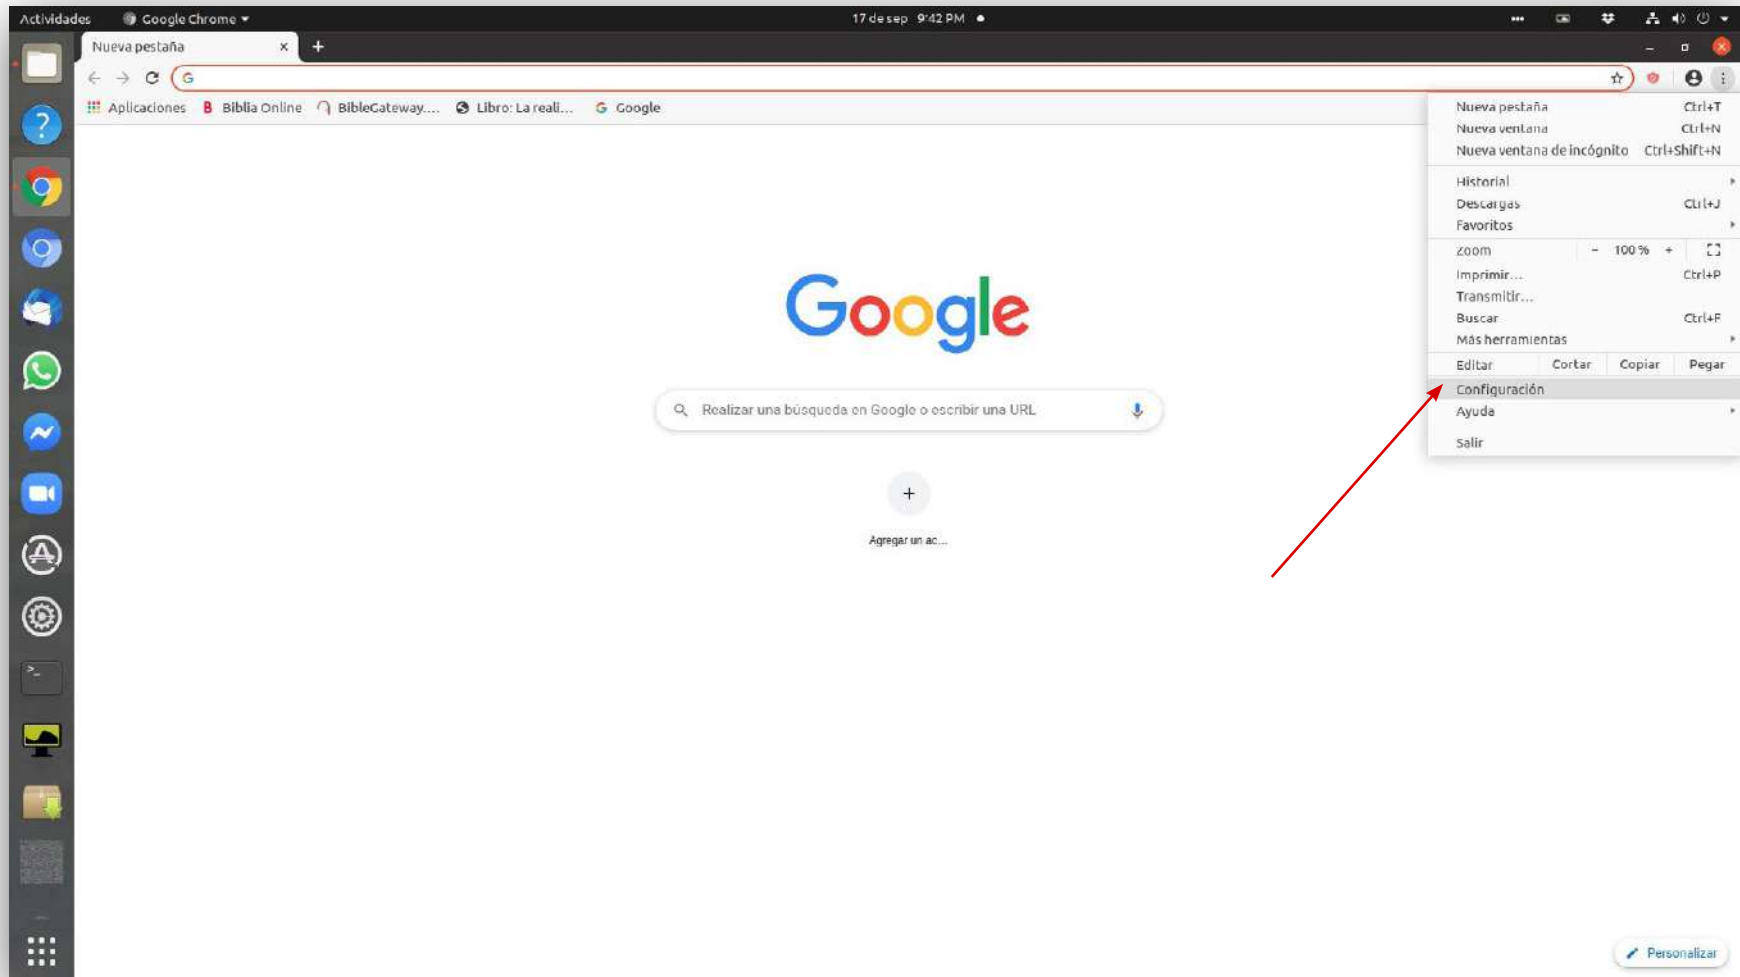 Actividades Google Chrome 17 de sep 9:42 PM
Nueva pestaña
G
Aplicaciones B Biblia Online BibleGateway.... Libro: La reali... G Google
Nueva pestaña Ctrl+T
Nueva ventana Ctrl+N
Nueva ventana de incógnito Ctrl+Shift+N
Historial
Descargas Ctrl+J
Favoritos
Zoom - 100 % +
Imprimir... Ctrl+P
Transmitir...
Buscar Ctrl+F
Más herramientas
Editar Cortar Copiar Pegar
Configuración
Ayuda
Salir
Google
Realizar una búsqueda en Google o escribir una URL
Agregar un ac...
Personalizar